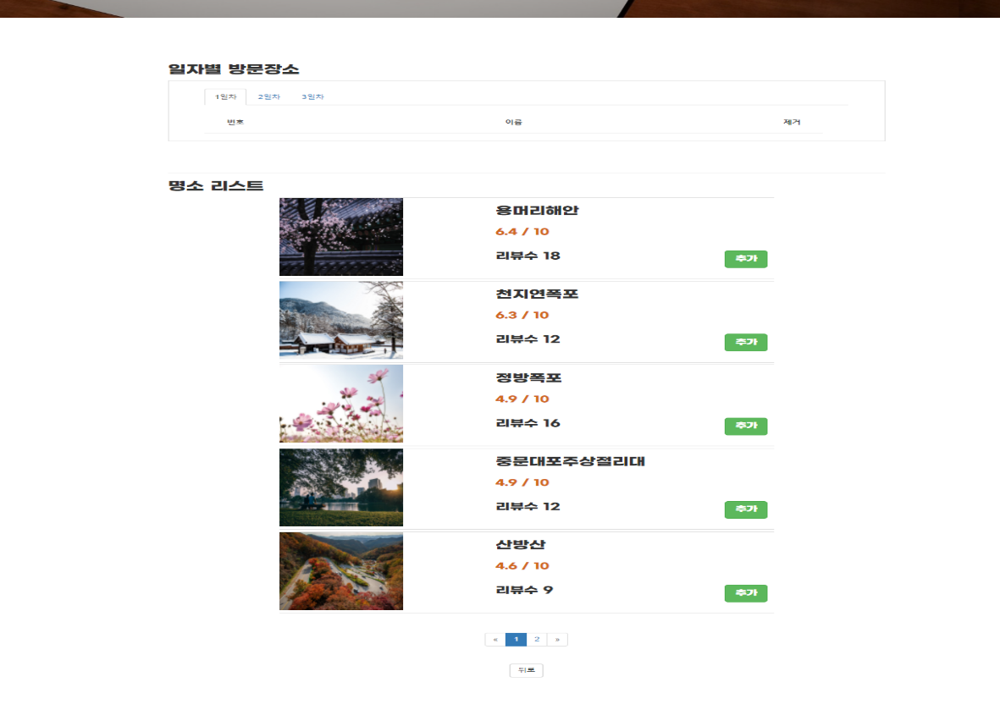 일자별 방문장소
1일차 2일차 3일차
번호 이름 제거
명소 리스트
용머리해안
6.4 / 10
리뷰수 18
추가
천지연폭포
6.3 / 10
리뷰수 12
추가
정방폭포
4.9 / 10
리뷰수 16
추가
중문대포주상절리대
4.9 / 10
리뷰수 12
추가
산방산
4.6 / 10
리뷰수 9
추가
« 1 2 »
뒤로